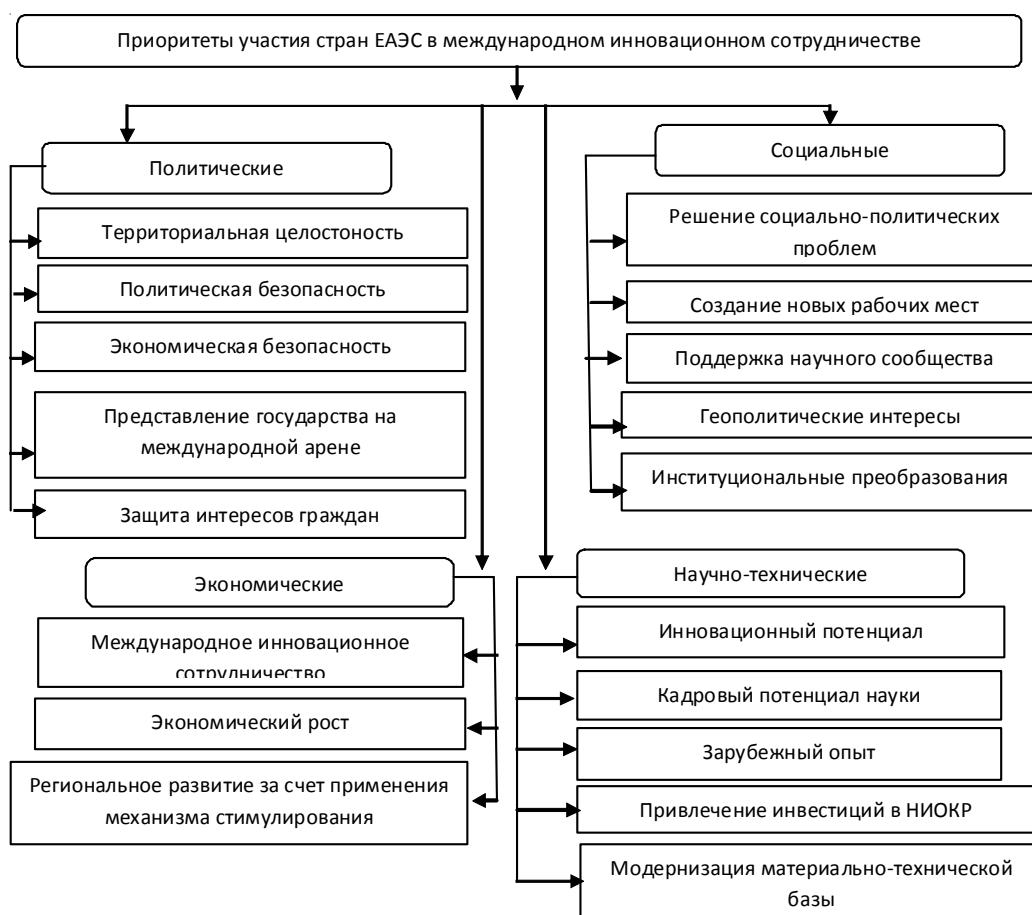 Приоритеты участия стран ЕАЭС в международном инновационном сотрудничестве
Политические
Территориальная целостоность
Политическая безопасность
Экономическая безопасность
Представление государства на
международной арене
Защита интересов граждан
Социальные
Решение социально-политических
проблем
Создание новых рабочих мест
Поддержка научного сообщества
Геополитические интересы
Институциональные преобразования
Экономические
Международное инновационное
сотрудничество
Экономический рост
Региональное развитие за счет применения
механизма стимулирования
Научно-технические
Инновационный потенциал
Кадровый потенциал науки
Зарубежный опыт
Привлечение инвестиций в НИОКР
Модернизация материально-технической
базы